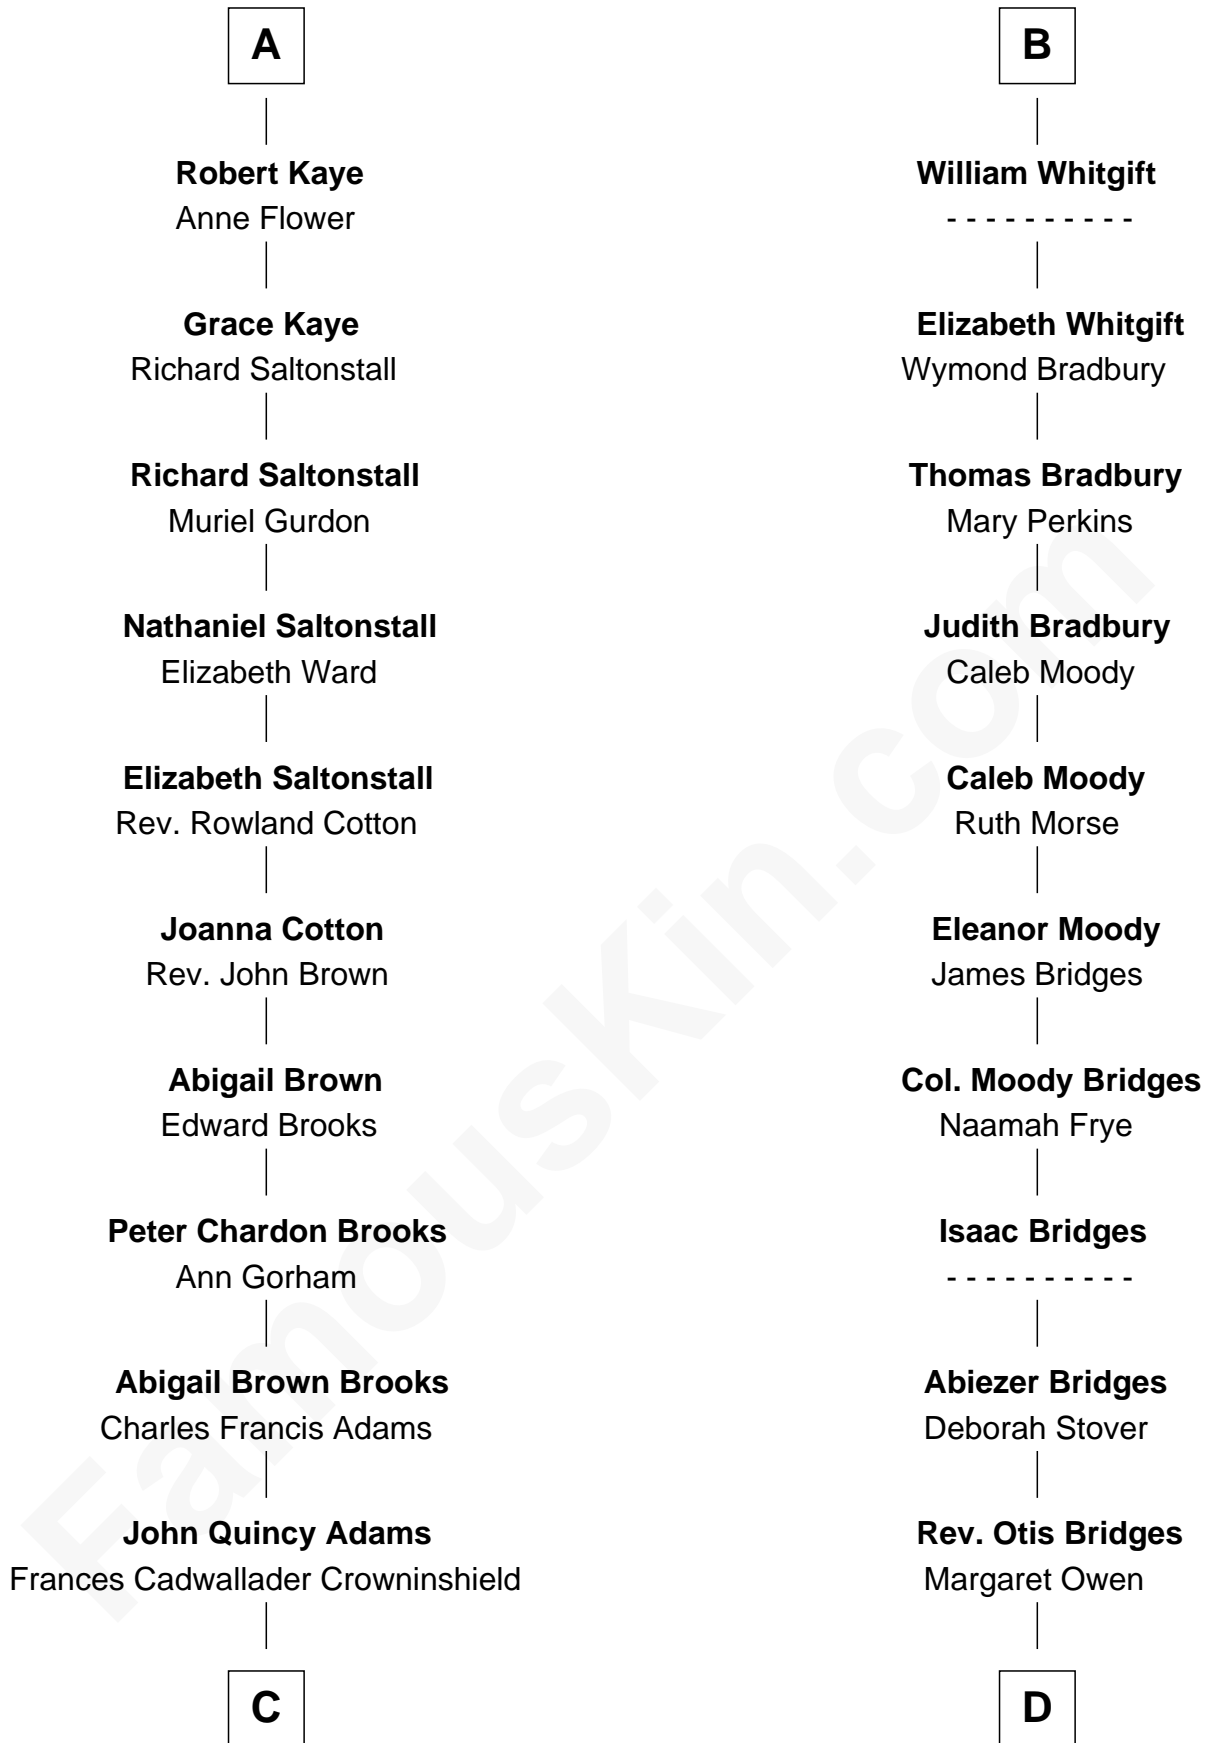 A
Robert Kaye
Anne Flower
Grace Kaye
Richard Saltonstall
Richard Saltonstall
Muriel Gurdon
Nathaniel Saltonstall
Elizabeth Ward
Elizabeth Saltonstall
Rev. Rowland Cotton
Joanna Cotton
Rev. John Brown
Abigail Brown
Edward Brooks
Peter Chardon Brooks
Ann Gorham
Abigail Brown Brooks
Charles Francis Adams
John Quincy Adams
Frances Cadwallader Crowninshield
C
B
William Whitgift
- - - - - - - - - -
Elizabeth Whitgift
Wymond Bradbury
Thomas Bradbury
Mary Perkins
Judith Bradbury
Caleb Moody
Caleb Moody
Ruth Morse
Eleanor Moody
James Bridges
Col. Moody Bridges
Naamah Frye
Isaac Bridges
- - - - - - - - - -
Abiezer Bridges
Deborah Stover
Rev. Otis Bridges
Margaret Owen
D
FamousKin.com